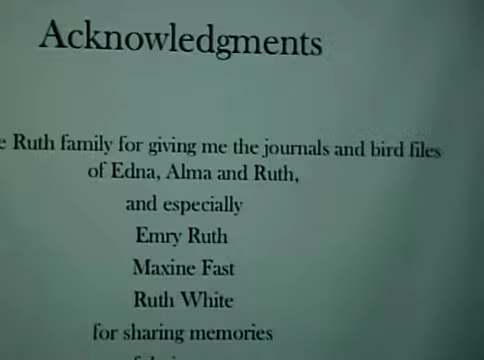 Acknowledgments
Ruth family for giving me the journals and bird files
of Edna, Alma and Ruth,
and especially
Emry Ruth
Maxine Fast
Ruth White
for sharing memories